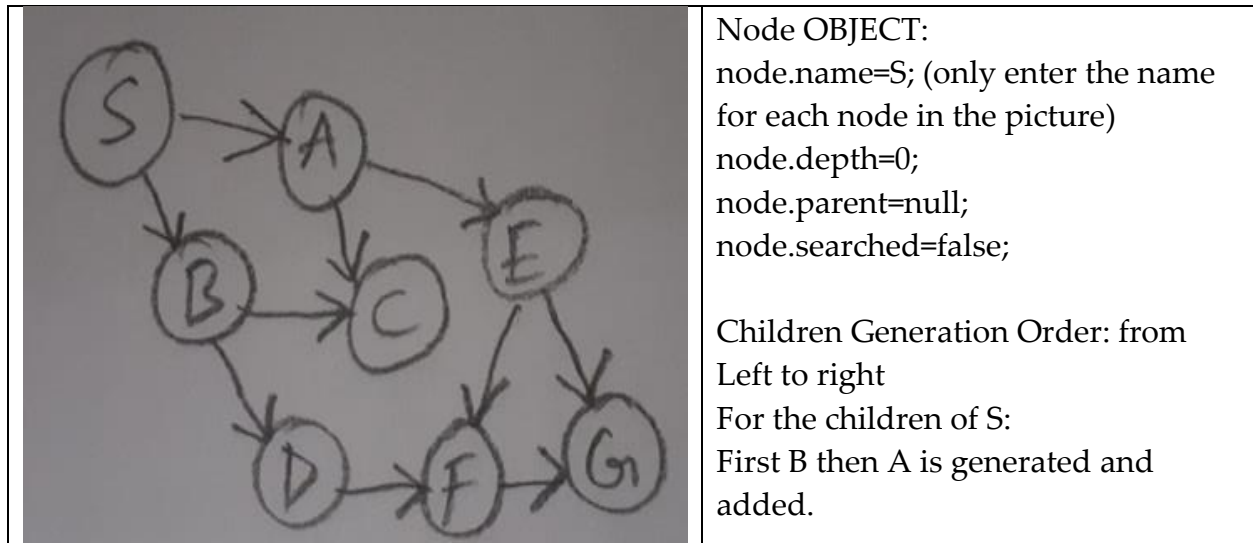 S
A
E
B
C
D
F
G
Node OBJECT:
node.name=S; (only enter the name
for each node in the picture)
node.depth=0;
node.parent=null;
node.searched=false;
Children Generation Order: from
Left to right
For the children of S:
First B then A is generated and
added.